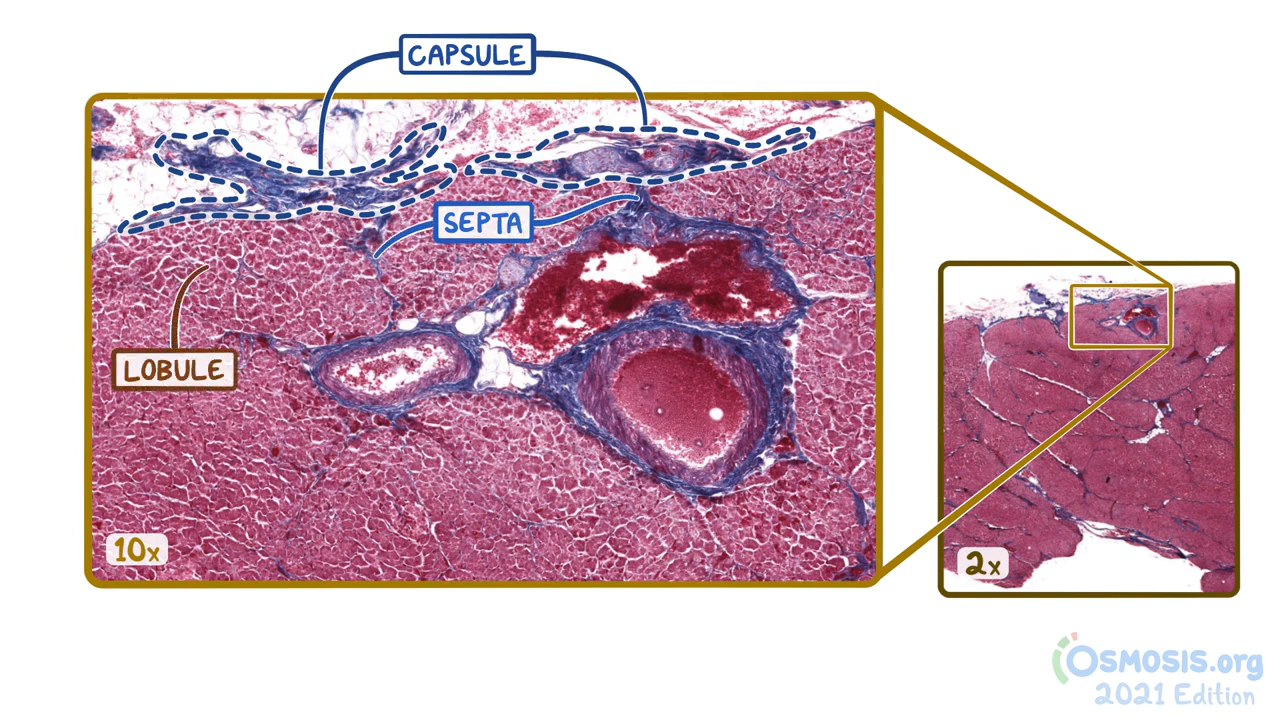 CAPSULE
SEPTA
LOBULE
10x
2x
OSMOSIS.org
2021 Edition